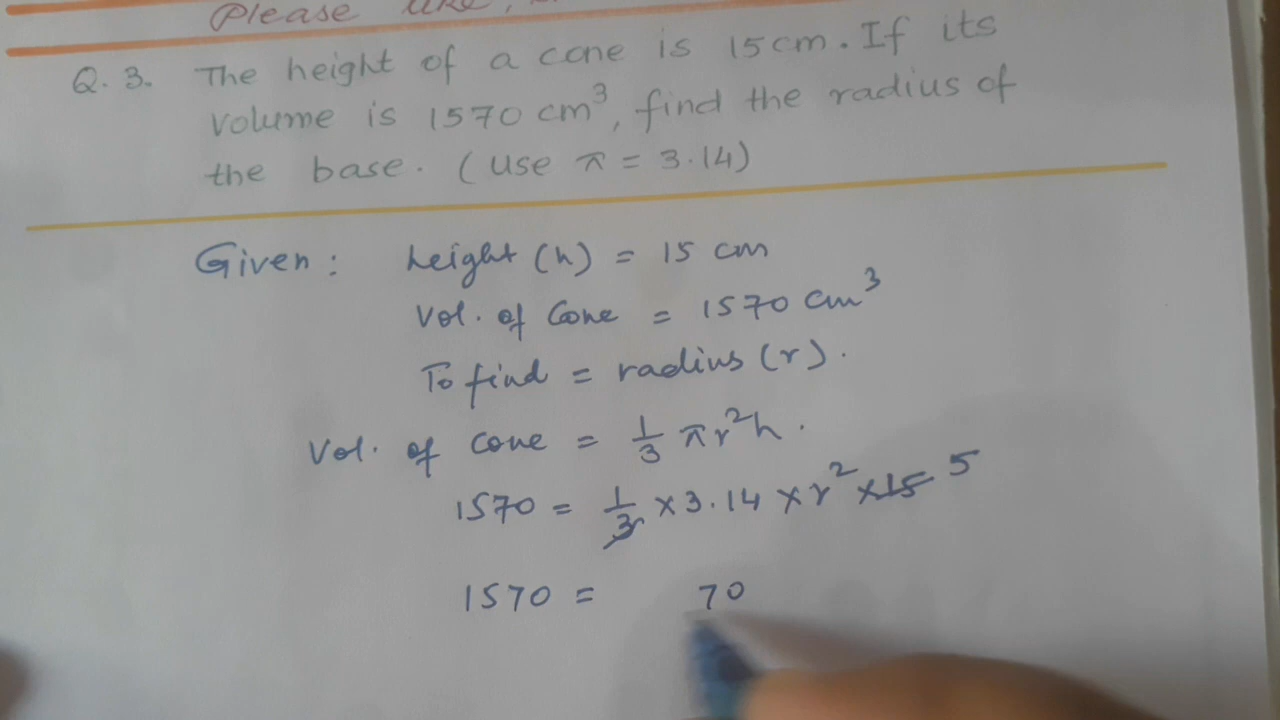 Please like,
Q. 3. The height of a cone is 15cm. If its
volume is 1570 cm³, find the radius of
the base. (use π = 3.14)
Given: height (h) = 15 cm
Vol. of Cone = 1570 cm³
To find = radius (r).
Vol. of cone = 1/3 πr²h.
1570 = 1/3 × 3.14 × r² × 15 5
1570 = 70